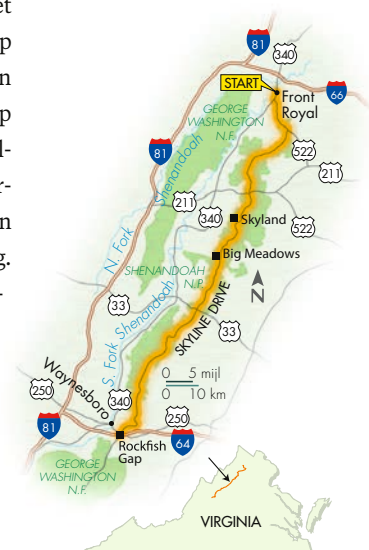 et
p
n
p
l-
r-
n
g.
-
81
340
START
Front
Royal
66
GEORGE
WASHINGTON
N.F.
Shenandoah
522
81
211
211
340
Skyland
522
N. Fork
Big Meadows
SHENANDOAH
N.P.
N
33
S. Fork Shenandoah
33
SKYLINE DRIVE
0 5 mijl
0 10 km
Waynesboro
250
340
250
81
64
Rockfish
Gap
GEORGE
WASHINGTON
N.F.
VIRGINIA